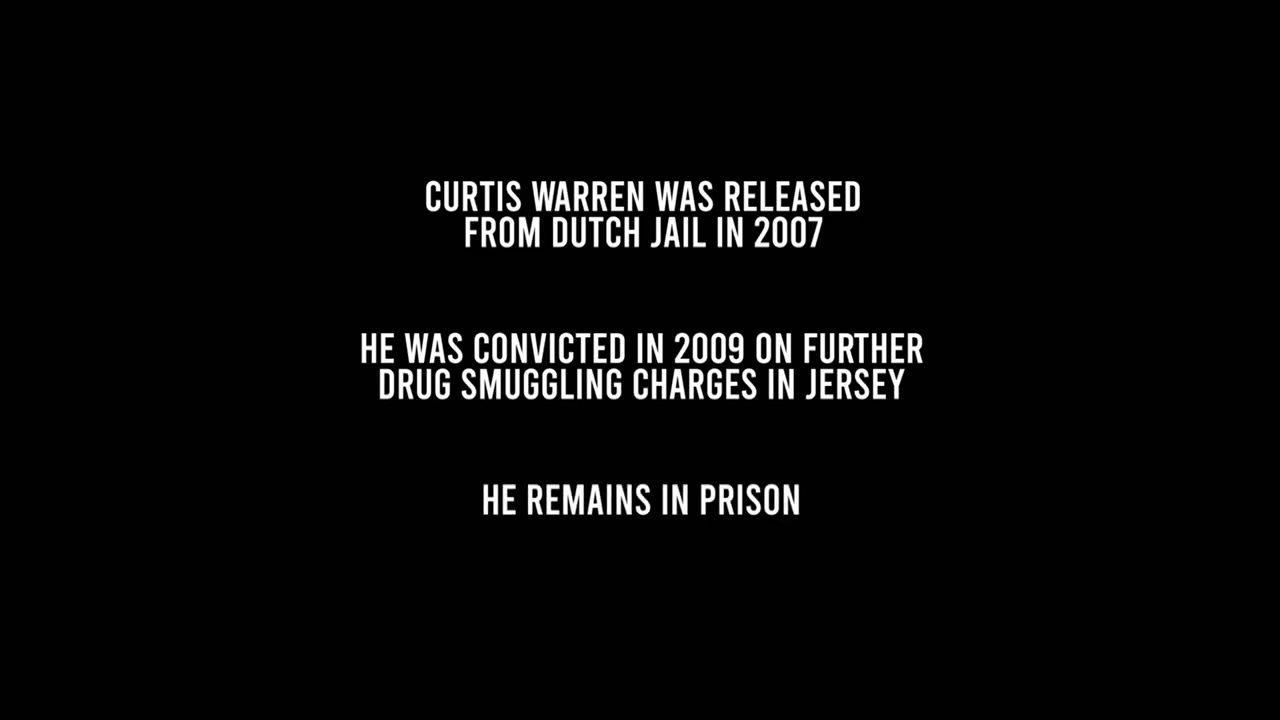 CURTIS WARREN WAS RELEASED
FROM DUTCH JAIL IN 2007
HE WAS CONVICTED IN 2009 ON FURTHER
DRUG SMUGGLING CHARGES IN JERSEY
HE REMAINS IN PRISON